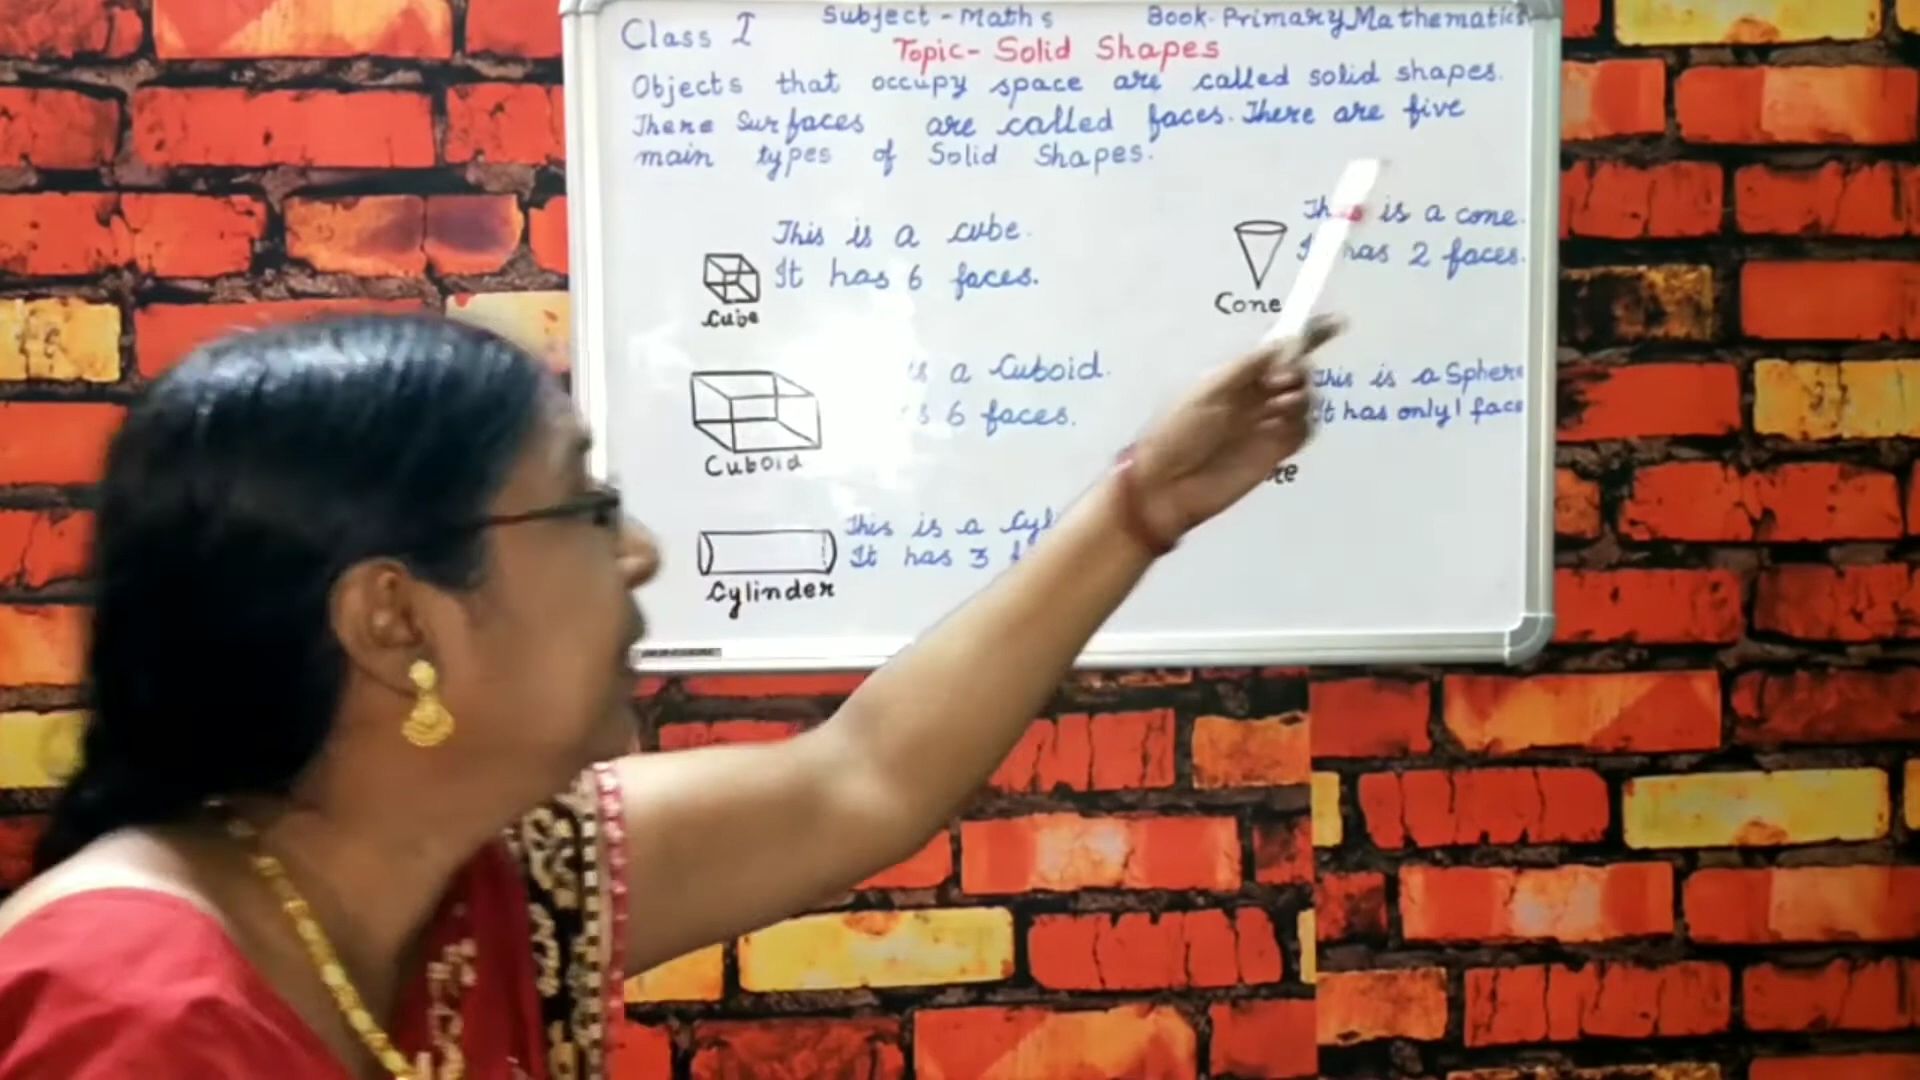 Class I
Subject - Maths
Book - Primary Mathematics
Topic - Solid Shapes
Objects that occupy space are called solid shapes.
There Surfaces are called faces. There are five
main types of Solid Shapes.
This is a cube.
It has 6 faces.
Cube
is a cone.
has 2 faces.
Cone
a Cuboid.
6 faces.
Cuboid
This is a Sphere
It has only 1 face
This is a
It has 3
Cylinder